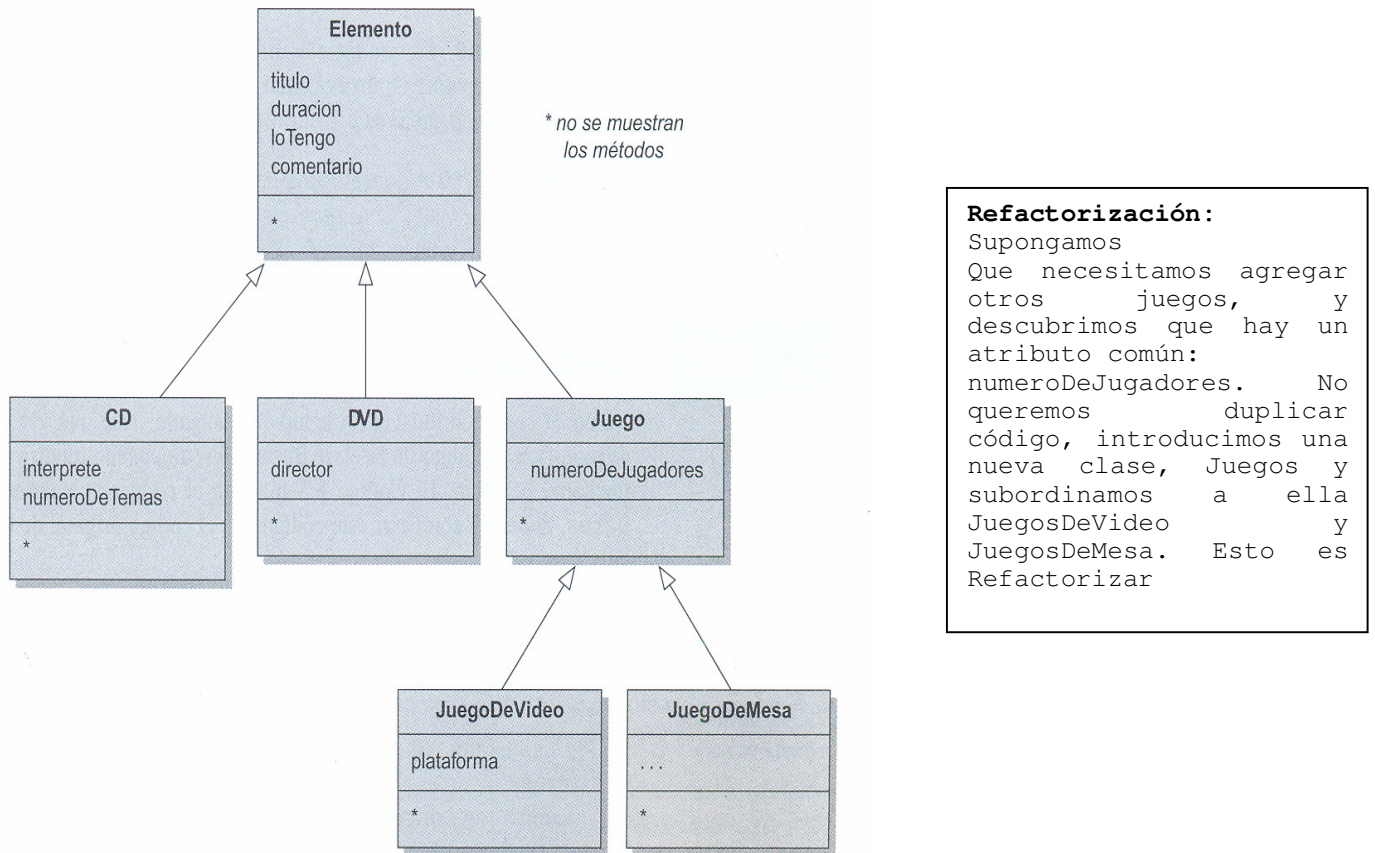 Elemento
titulo
duracion
loTengo
comentario
*
* no se muestran
los métodos
CD
interprete
numeroDeTemas
*
DVD
director
*
Juego
numeroDeJugadores
*
JuegoDeVideo
plataforma
*
JuegoDeMesa
. . .
*
Refactorización:
Supongamos
Que necesitamos agregar
otros juegos, y
descubrimos que hay un
atributo común:
numeroDeJugadores. No
queremos duplicar
código, introducimos una
nueva clase, Juegos y
subordinamos a ella
JuegosDeVideo y
JuegosDeMesa. Esto es
Refactorizar